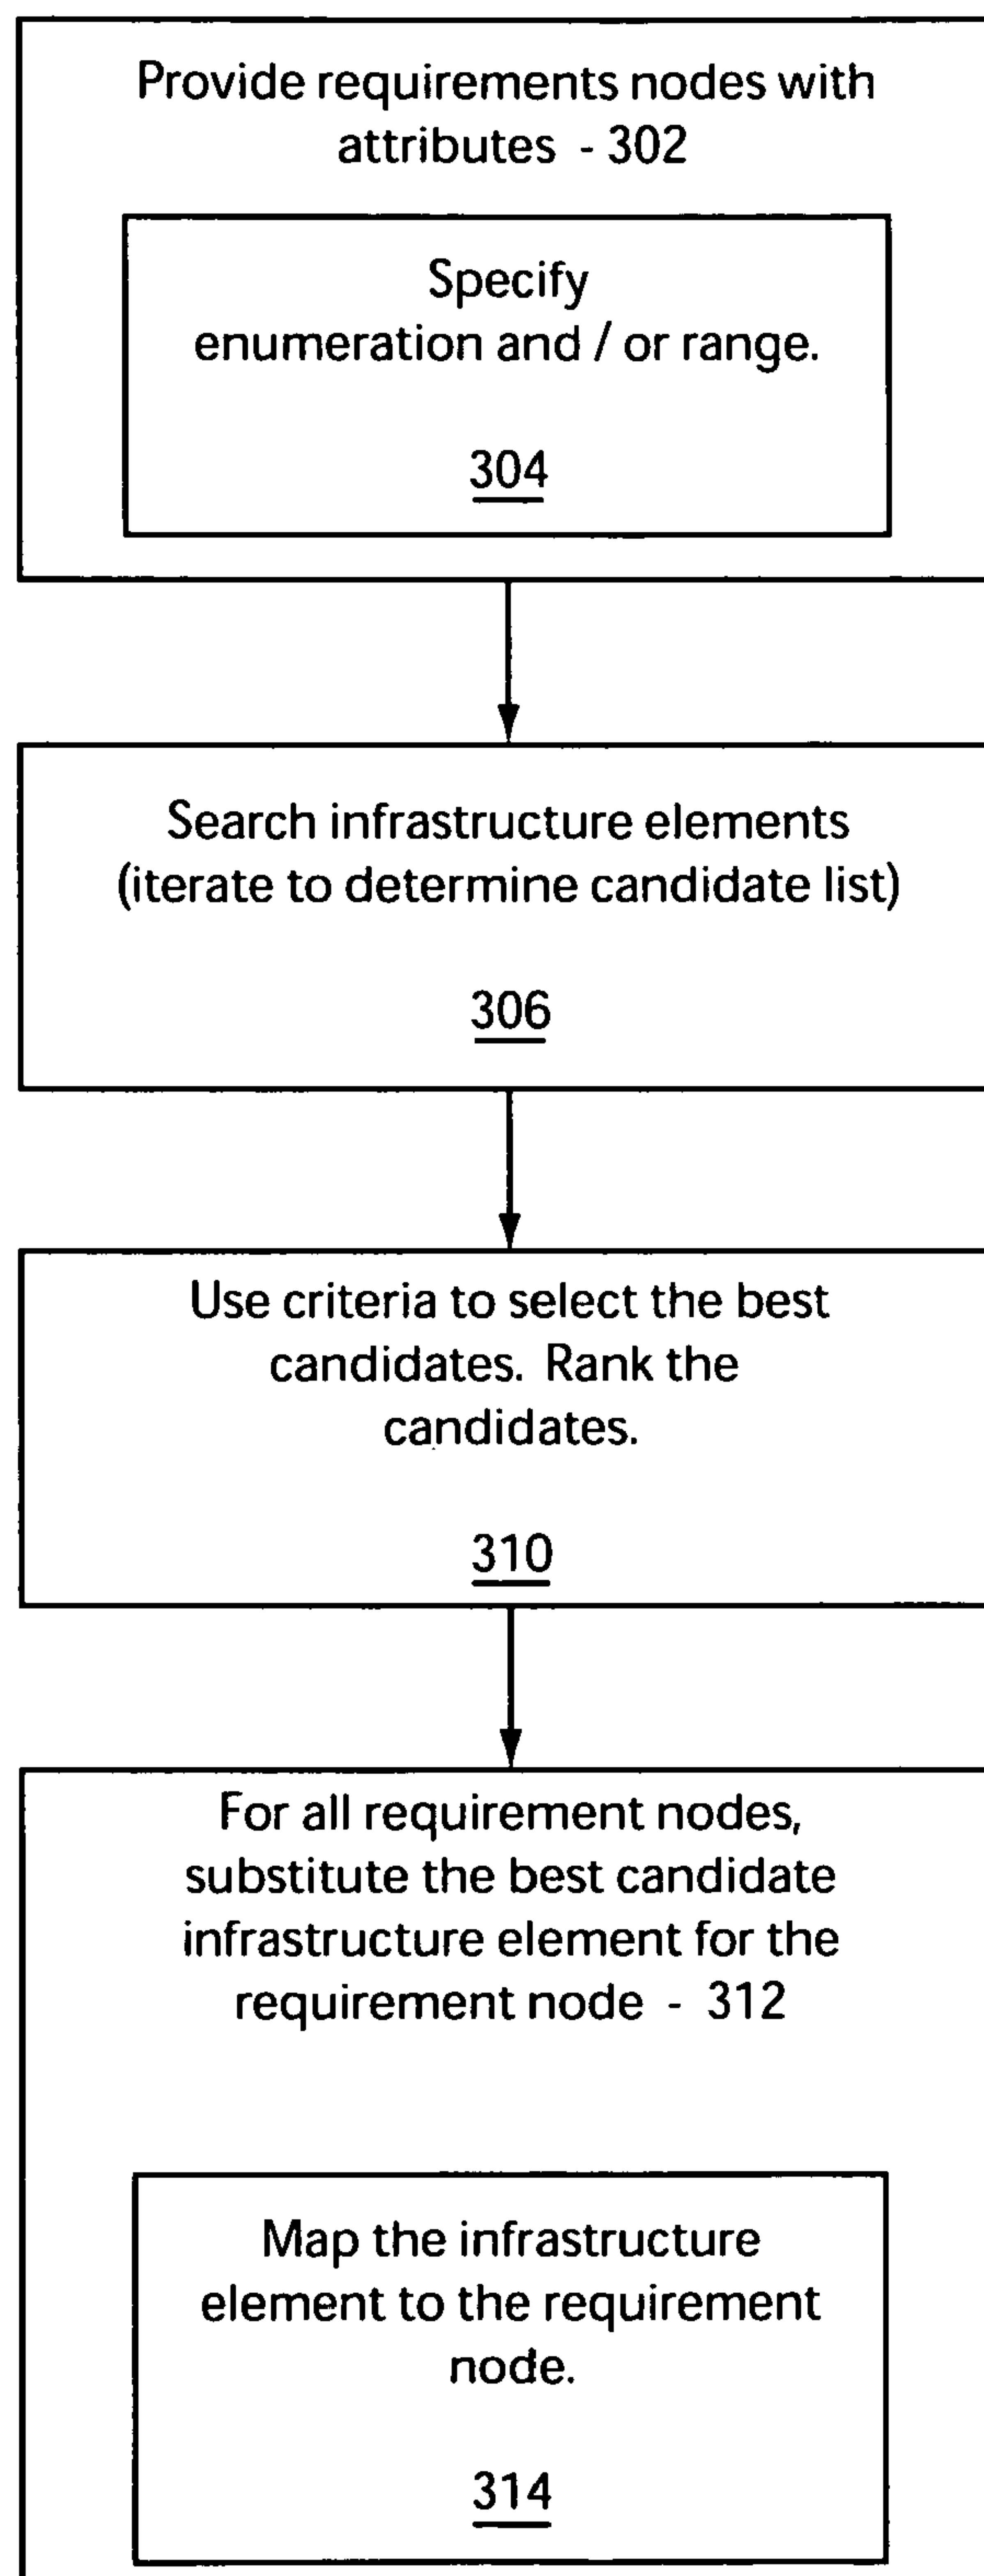 Provide requirements nodes with
attributes - 302
Specify
enumeration and / or range.
304
Search infrastructure elements
(iterate to determine candidate list)
306
Use criteria to select the best
candidates. Rank the
candidates.
310
For all requirement nodes,
substitute the best candidate
infrastructure element for the
requirement node - 312
Map the infrastructure
element to the requirement
node.
314